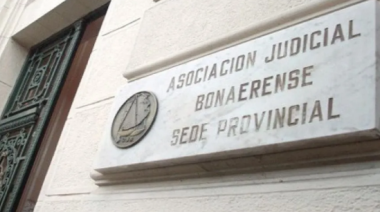 ASOCIACION JUDICIAL
BONAERENSE
SEDE PROVINCIAL